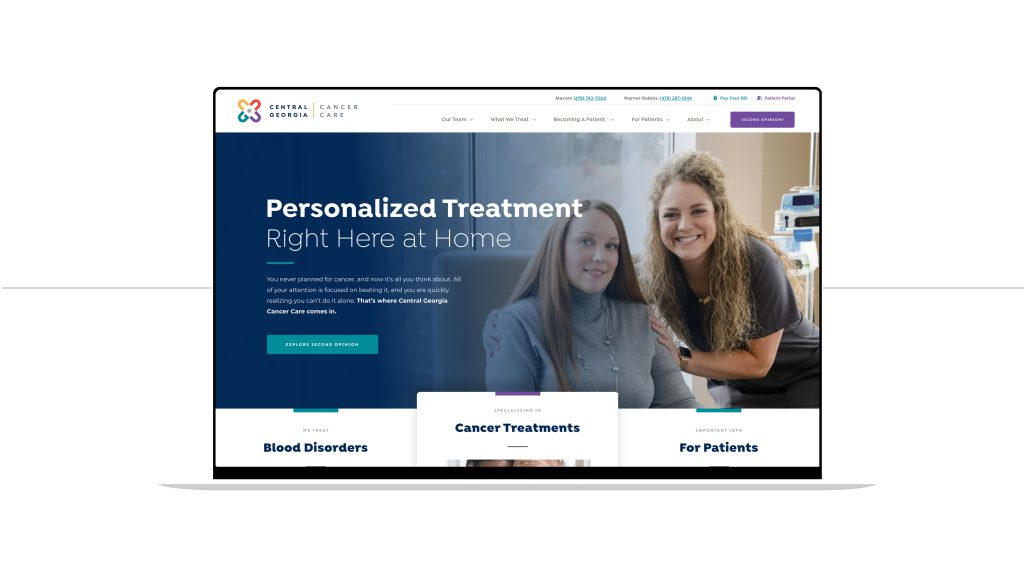 Macon: (478) 743-7068 Warner Robins: (478) 287-6144 Pay Your Bill Patient Portal
CENTRAL GEORGIA CANCER CARE
Our Team What We Treat Becoming A Patient For Patients About SECOND OPINION?
Personalized Treatment
Right Here at Home
You never planned for cancer, and now it's all you think about. All
of your attention is focused on beating it, and you are quickly
realizing you can't do it alone. That's where Central Georgia
Cancer Care comes in.
EXPLORE SECOND OPINION
WE TREAT
Blood Disorders
SPECIALIZING IN
Cancer Treatments
IMPORTANT INFO
For Patients